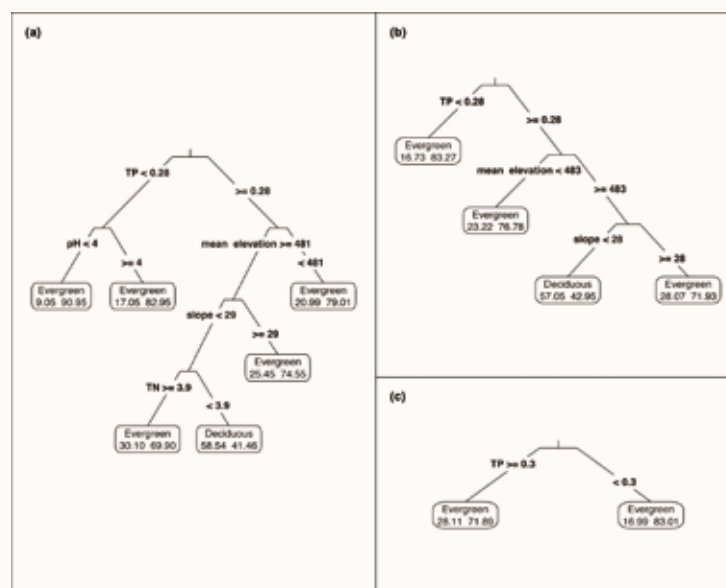 (a)
TP < 0.28
>= 0.28
pH < 4
>= 4
mean elevation >= 481
< 481
Evergreen
9.05 90.95
Evergreen
17.05 82.95
Evergreen
20.99 79.01
slope < 29
>= 29
Evergreen
25.45 74.55
TN >= 3.9
< 3.9
Evergreen
30.10 69.90
Deciduous
58.54 41.46
(b)
TP < 0.28
>= 0.28
Evergreen
16.73 83.27
mean elevation < 483
>= 483
Evergreen
23.22 76.78
slope < 28
>= 28
Deciduous
57.05 42.95
Evergreen
28.07 71.93
(c)
TP >= 0.3
< 0.3
Evergreen
28.11 71.89
Evergreen
16.99 83.01